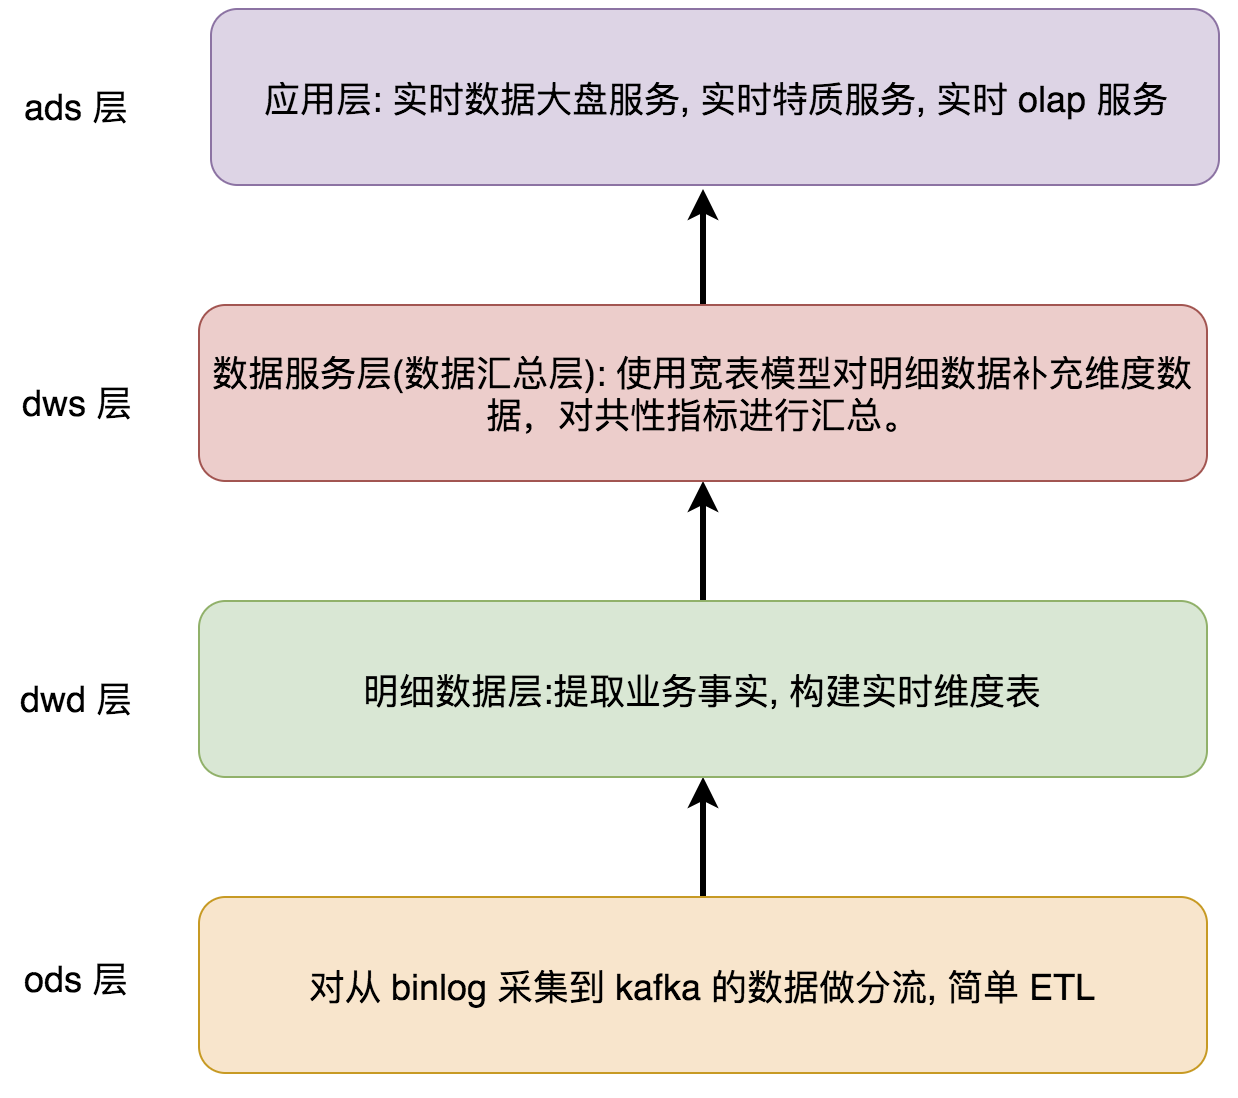 ads 层
应用层: 实时数据大盘服务, 实时特质服务, 实时 olap 服务
dws 层
数据服务层(数据汇总层): 使用宽表模型对明细数据补充维度数
据，对共性指标进行汇总。
dwd 层
明细数据层:提取业务事实, 构建实时维度表
ods 层
对从 binlog 采集到 kafka 的数据做分流, 简单 ETL